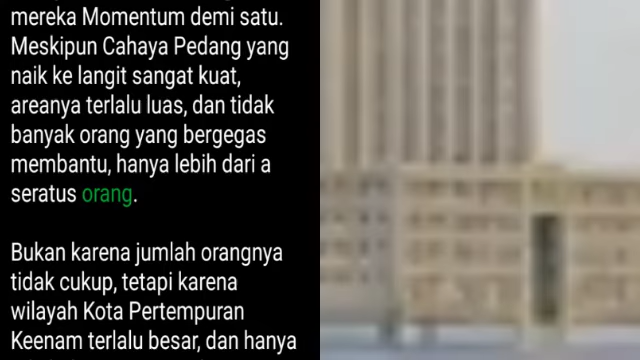 mereka Momentum demi satu.
Meskipun Cahaya Pedang yang
naik ke langit sangat kuat,
areanya terlalu luas, dan tidak
banyak orang yang bergegas
membantu, hanya lebih dari a
seratus orang.
Bukan karena jumlah orangnya
tidak cukup, tetapi karena
wilayah Kota Pertempuran
Keenam terlalu besar, dan hanya